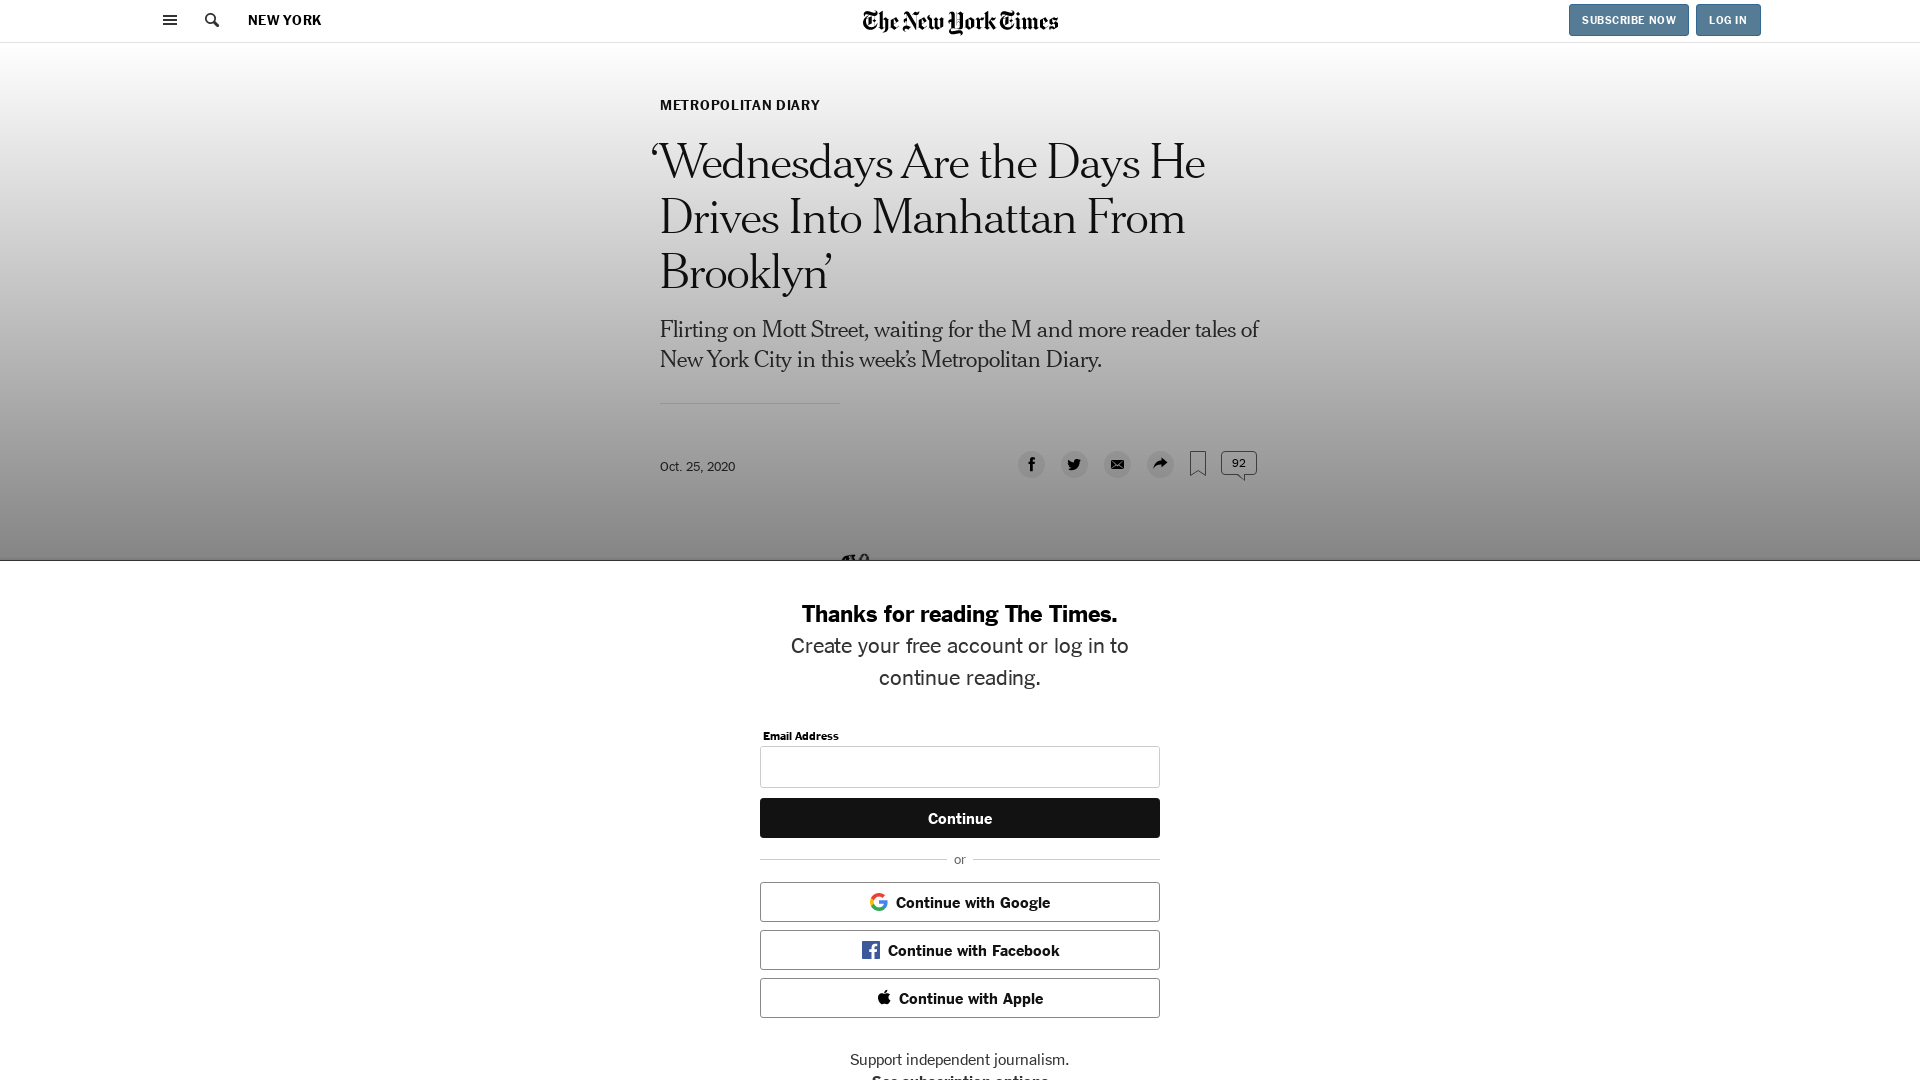 NEW YORK
The New York Times
SUBSCRIBE NOW
LOG IN
METROPOLITAN DIARY
‘Wednesdays Are the Days He
Drives Into Manhattan From
Brooklyn’
Flirting on Mott Street, waiting for the M and more reader tales of
New York City in this week’s Metropolitan Diary.
Oct. 25, 2020
92
Thanks for reading The Times.
Create your free account or log in to
continue reading.
Email Address
Continue
or
Continue with Google
Continue with Facebook
Continue with Apple
Support independent journalism.
See subscription options.